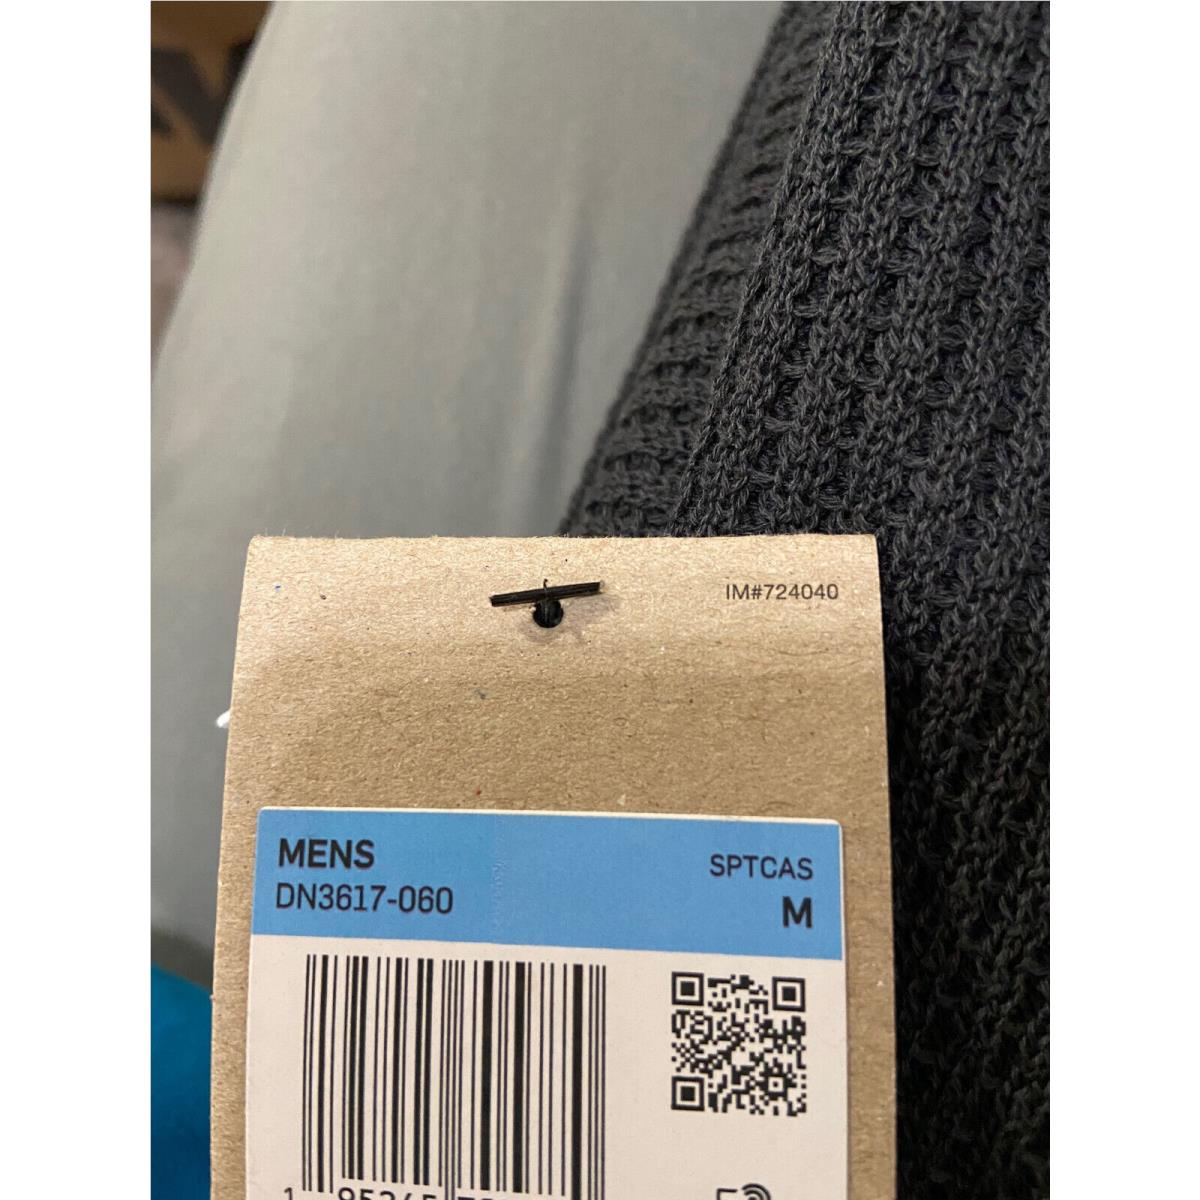 IM#724040
MENS
SPTCAS
DN3617-060
M